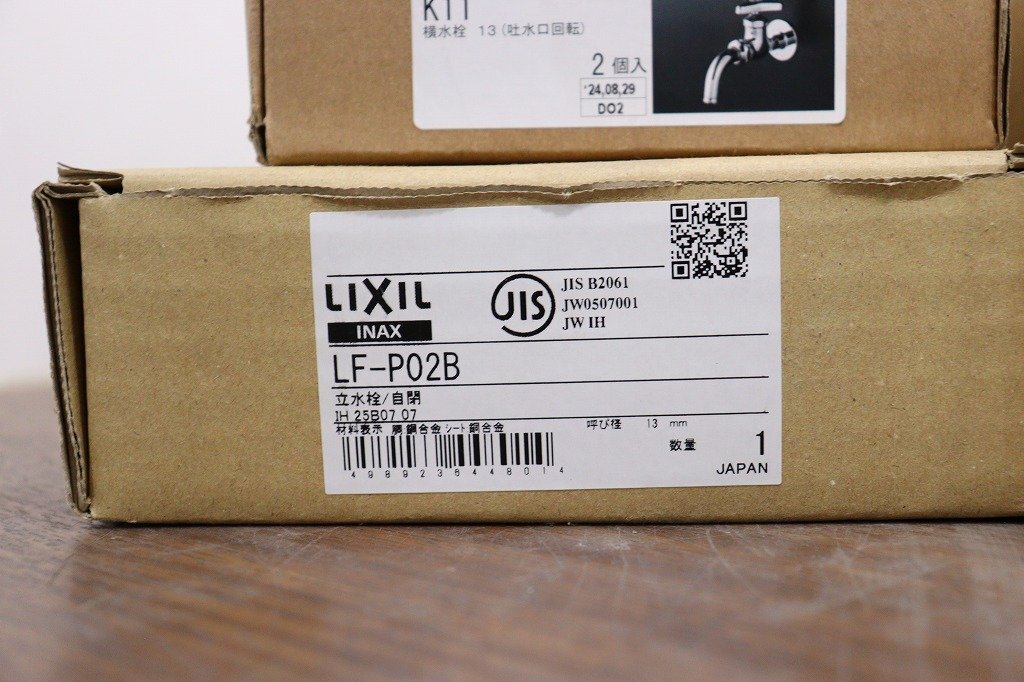 K11
横水栓 13(吐水口回転)
2 個入
'24,08,29
D02
LIXIL
INAX
JIS
JIS B2061
JW0507001
JW IH
LF-P02B
立水栓/自閉
IH 25B07 07
材料表示 胴 銅合金 シート 銅合金
呼び径 13 mm
数量 1
4989236448014
JAPAN